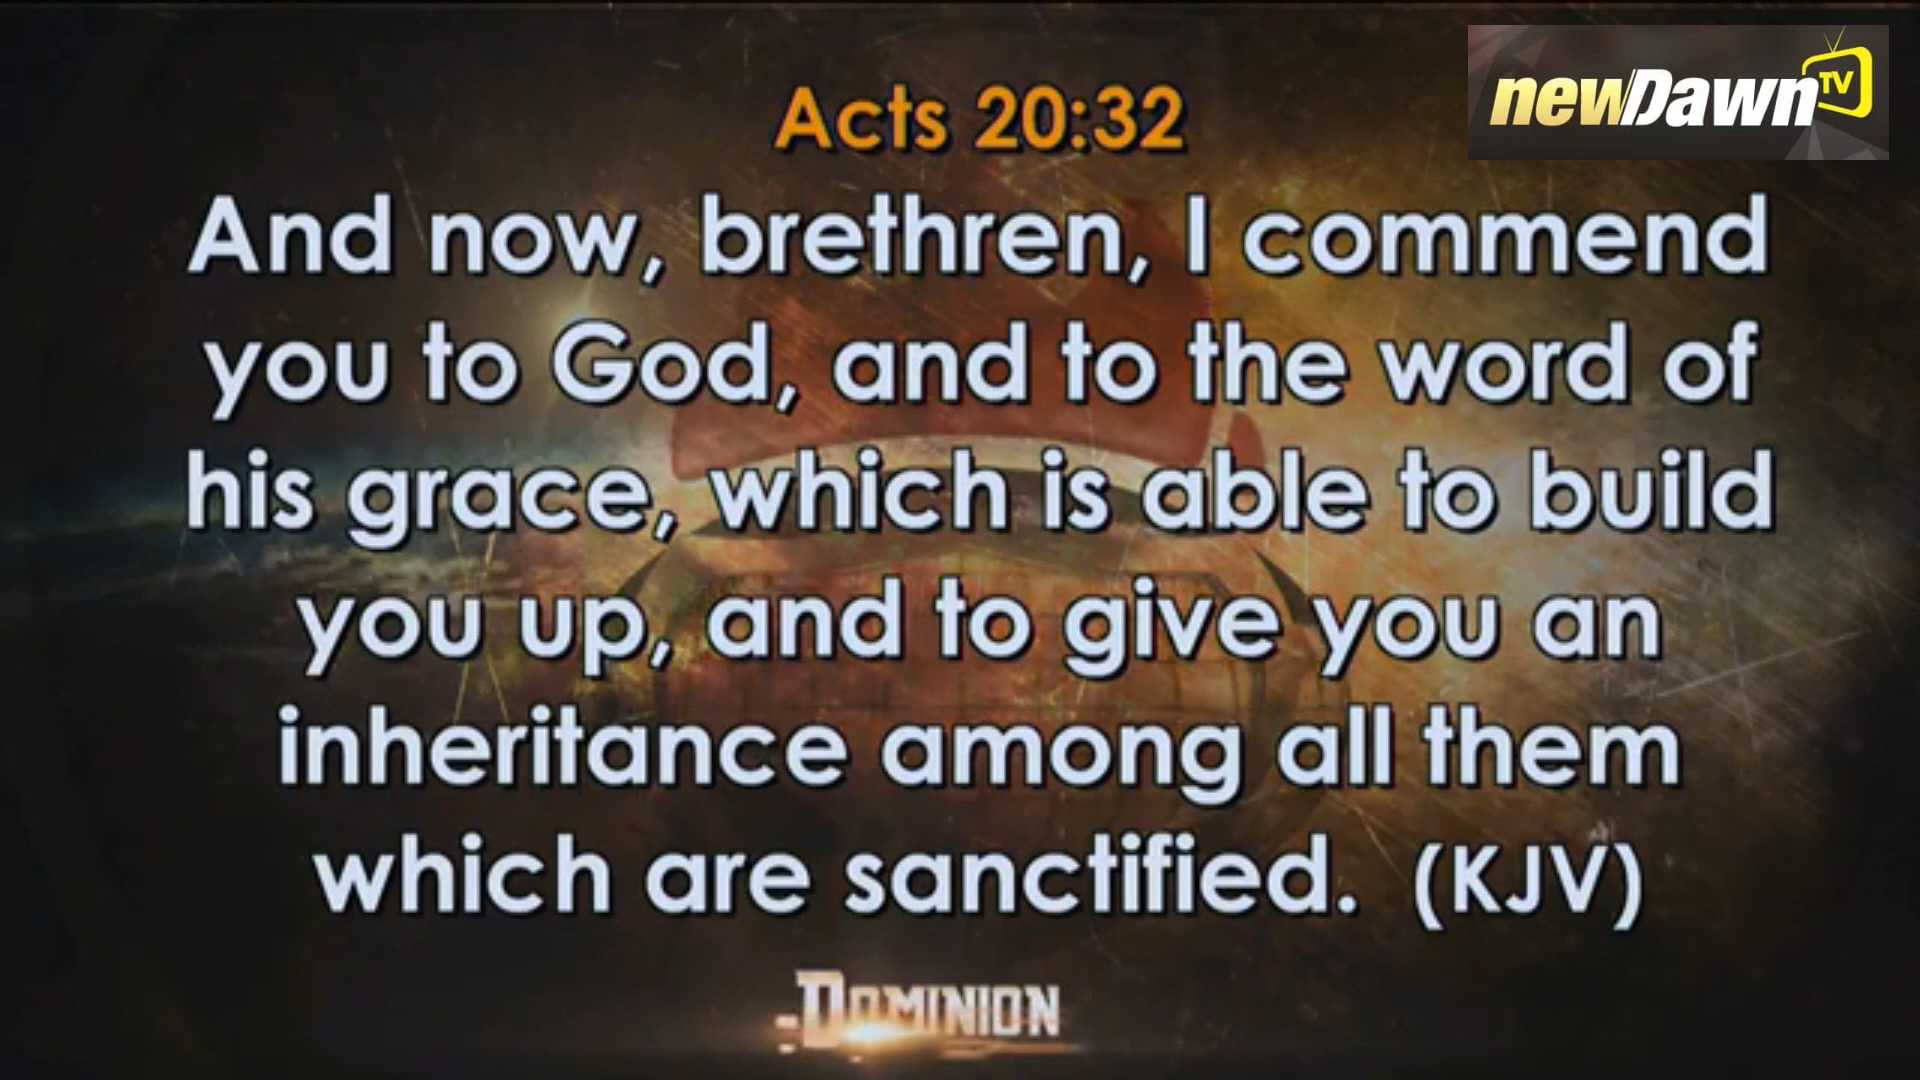 newDawn TV
Acts 20:32
And now, brethren, I commend
you to God, and to the word of
his grace, which is able to build
you up, and to give you an
inheritance among all them
which are sanctified. (KJV)
DOMINION